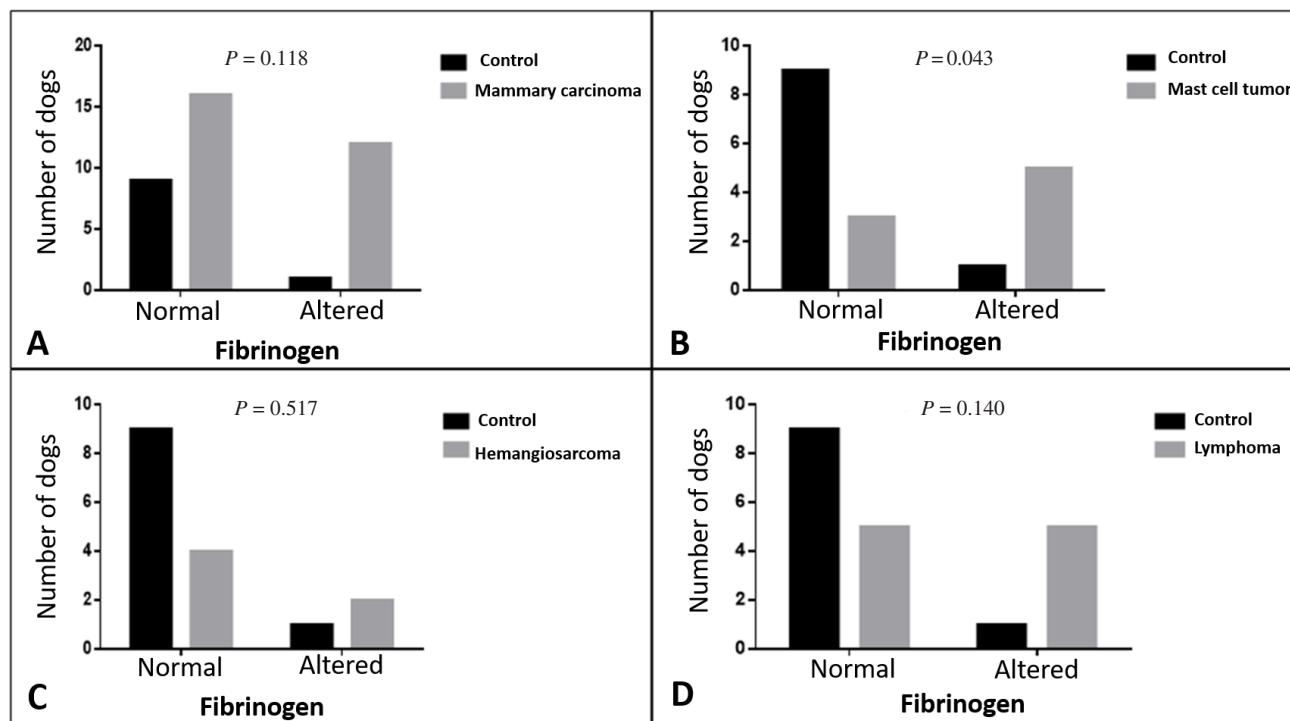 20
15
10
5
0
Number of dogs
P = 0.118
Control
Mammary carcinoma
Normal
Altered
Fibrinogen
A
10
8
6
4
2
0
Number of dogs
P = 0.043
Control
Mast cell tumor
Normal
Altered
Fibrinogen
B
10
8
6
4
2
0
Number of dogs
P = 0.517
Control
Hemangiosarcoma
Normal
Altered
Fibrinogen
C
10
8
6
4
2
0
Number of dogs
P = 0.140
Control
Lymphoma
Normal
Altered
Fibrinogen
D